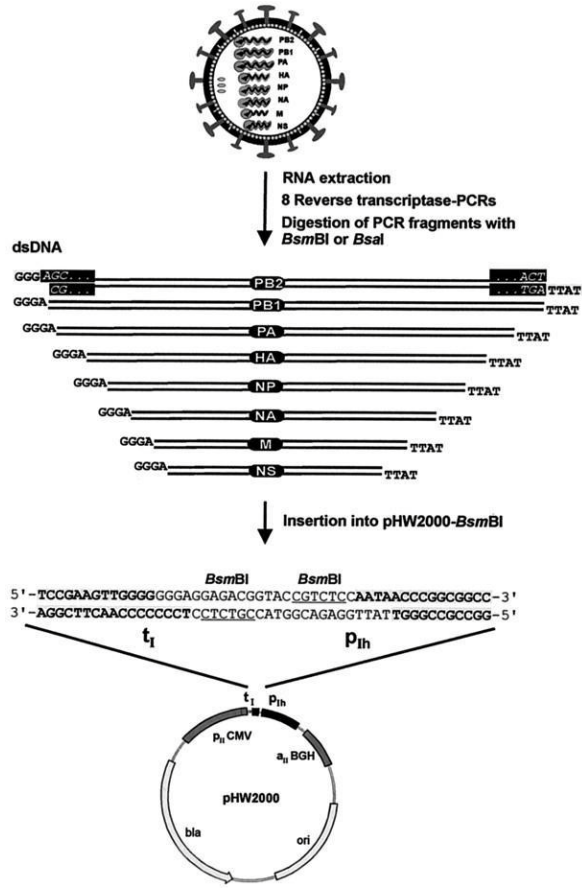 PB2
PB1
PA
HA
NP
NA
M
NS
RNA extraction
8 Reverse transcriptase-PCRs
Digestion of PCR fragments with
BsmBI or BsaI
dsDNA
GGG AGC... ...ACT
CG... PB2 ...TGA TTAT
GGGA PB1 TTAT
GGGA PA TTAT
GGGA HA TTAT
GGGA NP TTAT
GGGA NA TTAT
GGGA M TTAT
GGGA NS TTAT
Insertion into pHW2000-BsmBI
BsmBI BsmBI
5'-TCCGAAGTTGGGGGGGAGGAGACGGTACCGTCTCCAATAACCCGGCGGCC-3'
3'-AGGCTTCAACCCCCCCTCCTCTGCCATGGCAGAGGTTATTGGGCCGCCGG-5'
tI pIh
tI pIh
pII CMV
aII BGH
pHW2000
bla
ori